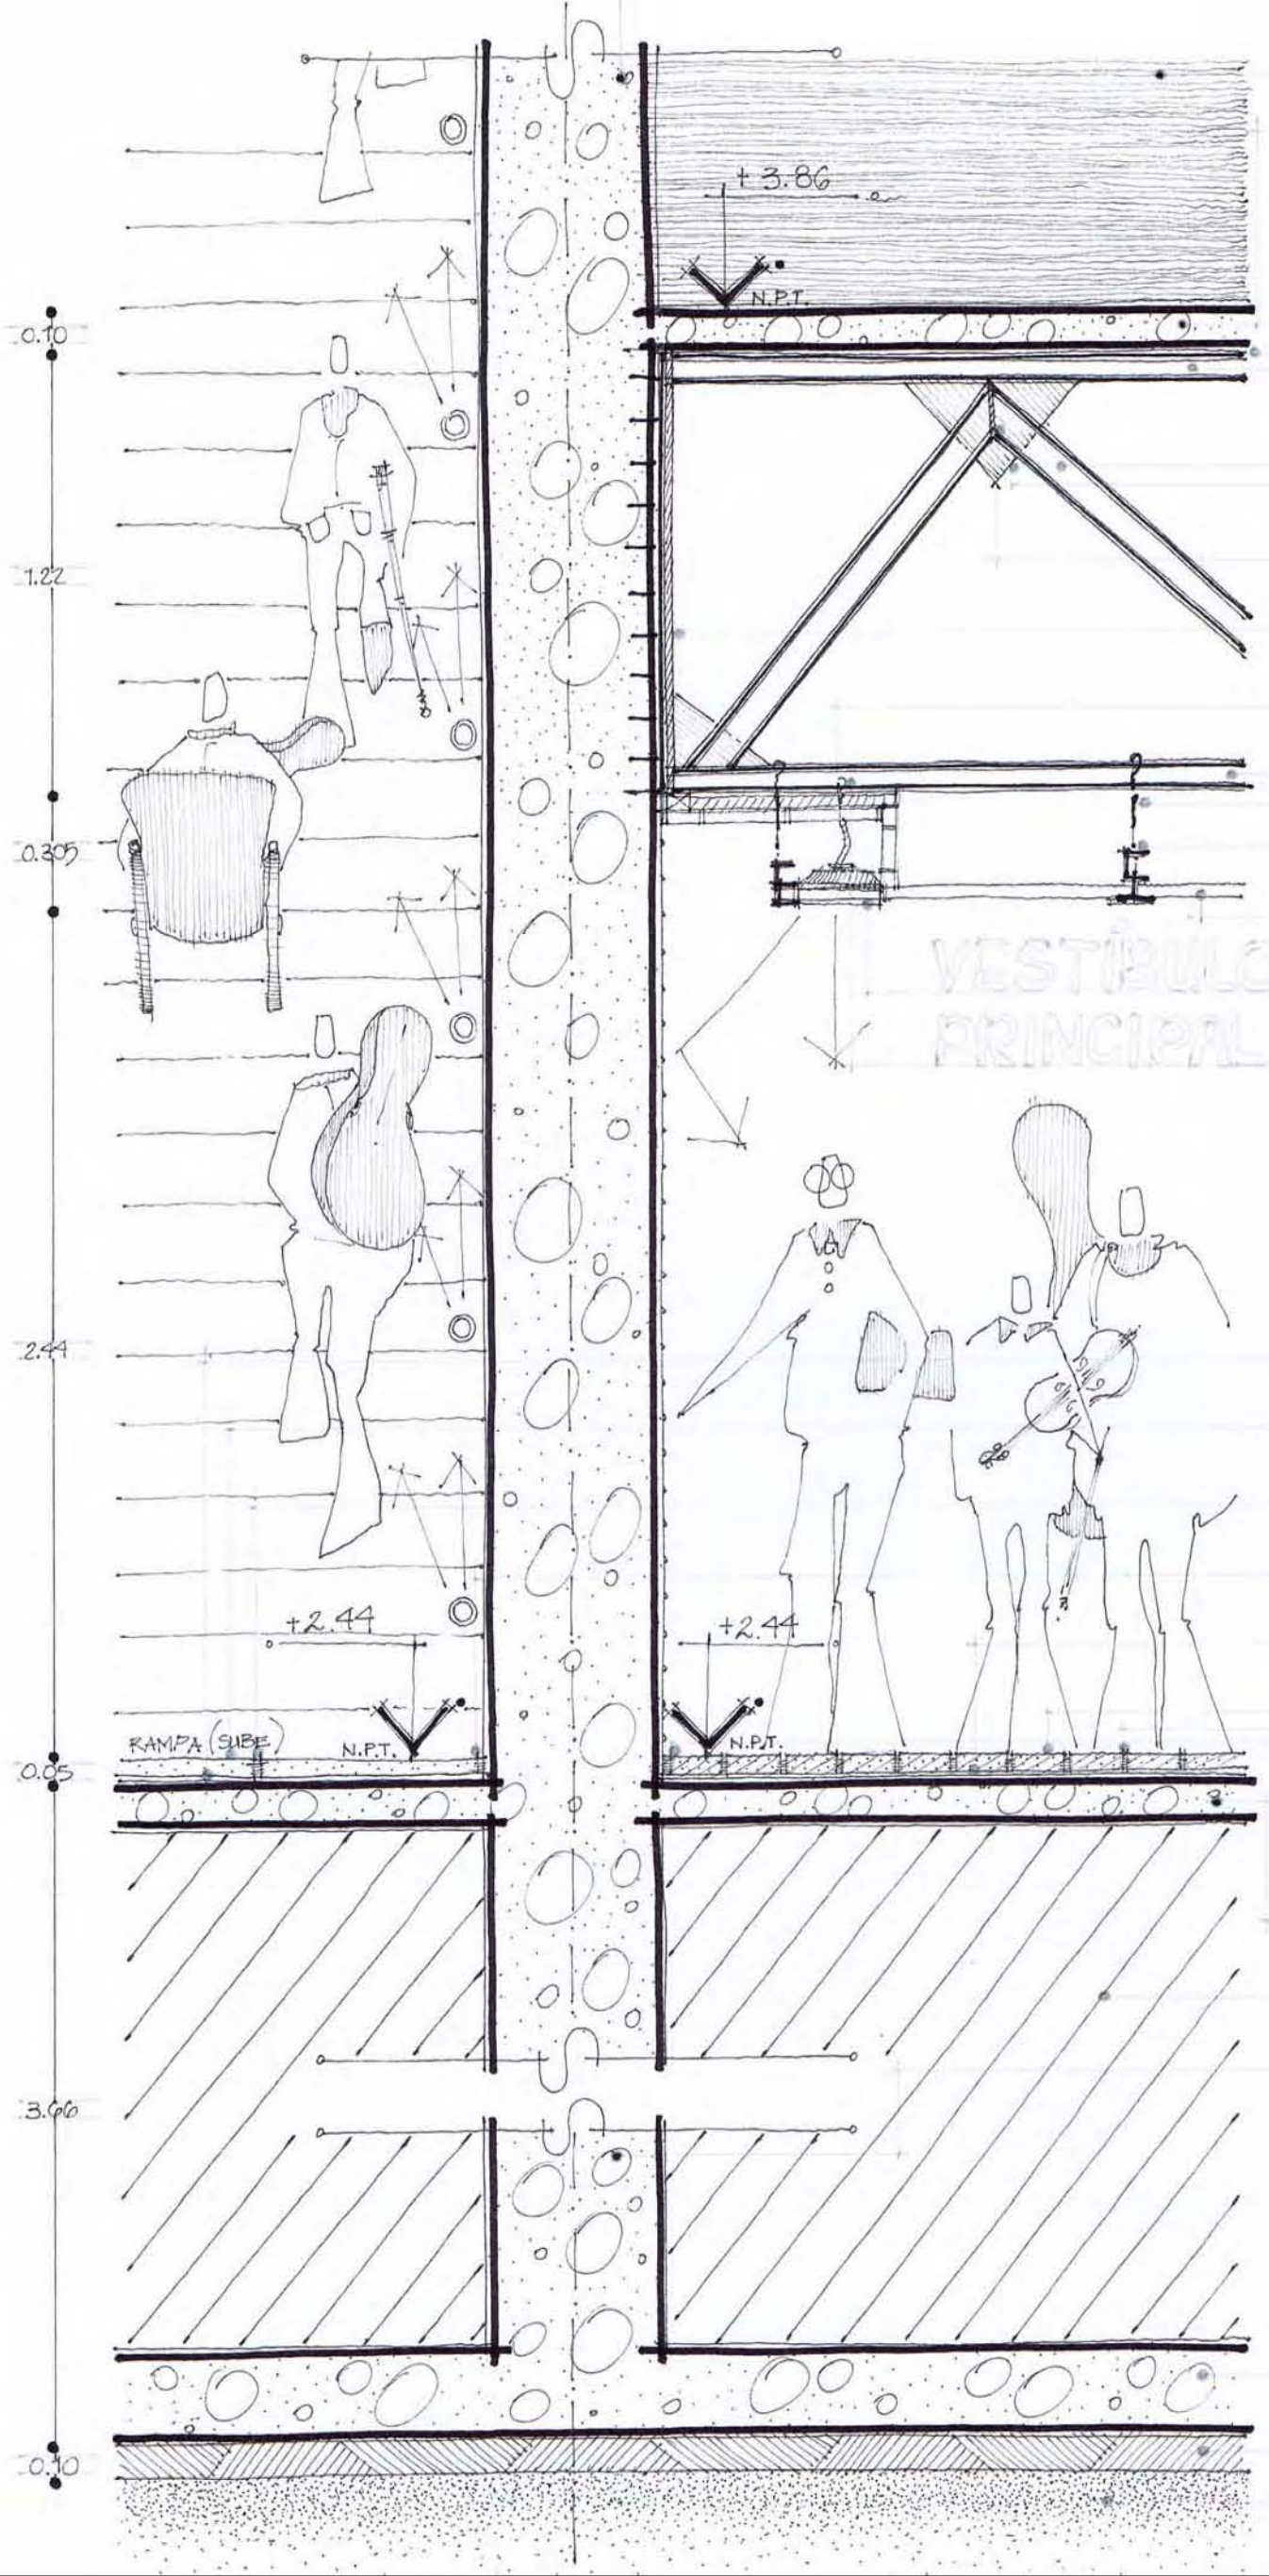 +3.86
N.P.T.
0.10
1.22
0.305
VESTÍBULO
PRINCIPAL
2.44
+2.44
+2.44
RAMPA (SUBE)
N.P.T.
N.P.T.
0.05
3.66
0.10